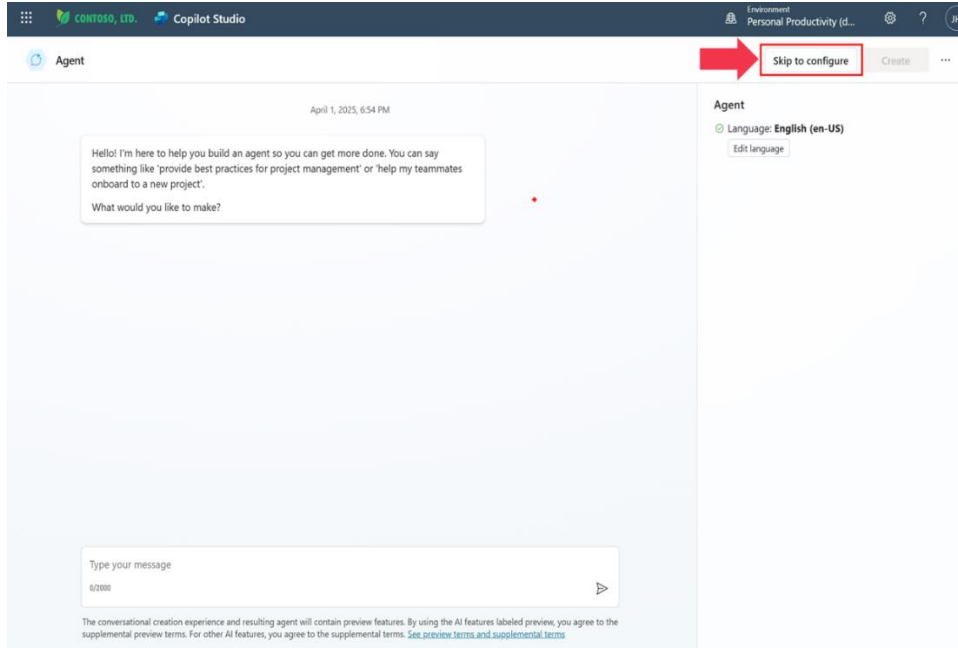 CONTOSO, LTD.
Copilot Studio
Environment
Personal Productivity (d...
?
JH
Agent
Skip to configure
Create
...
April 1, 2025, 6:54 PM
Hello! I'm here to help you build an agent so you can get more done. You can say
something like 'provide best practices for project management' or 'help my teammates
onboard to a new project'.
What would you like to make?
Agent
Language: English (en-US)
Edit language
Type your message
0/2000
The conversational creation experience and resulting agent will contain preview features. By using the AI features labeled preview, you agree to the
supplemental preview terms. For other AI features, you agree to the supplemental terms. See preview terms and supplemental terms